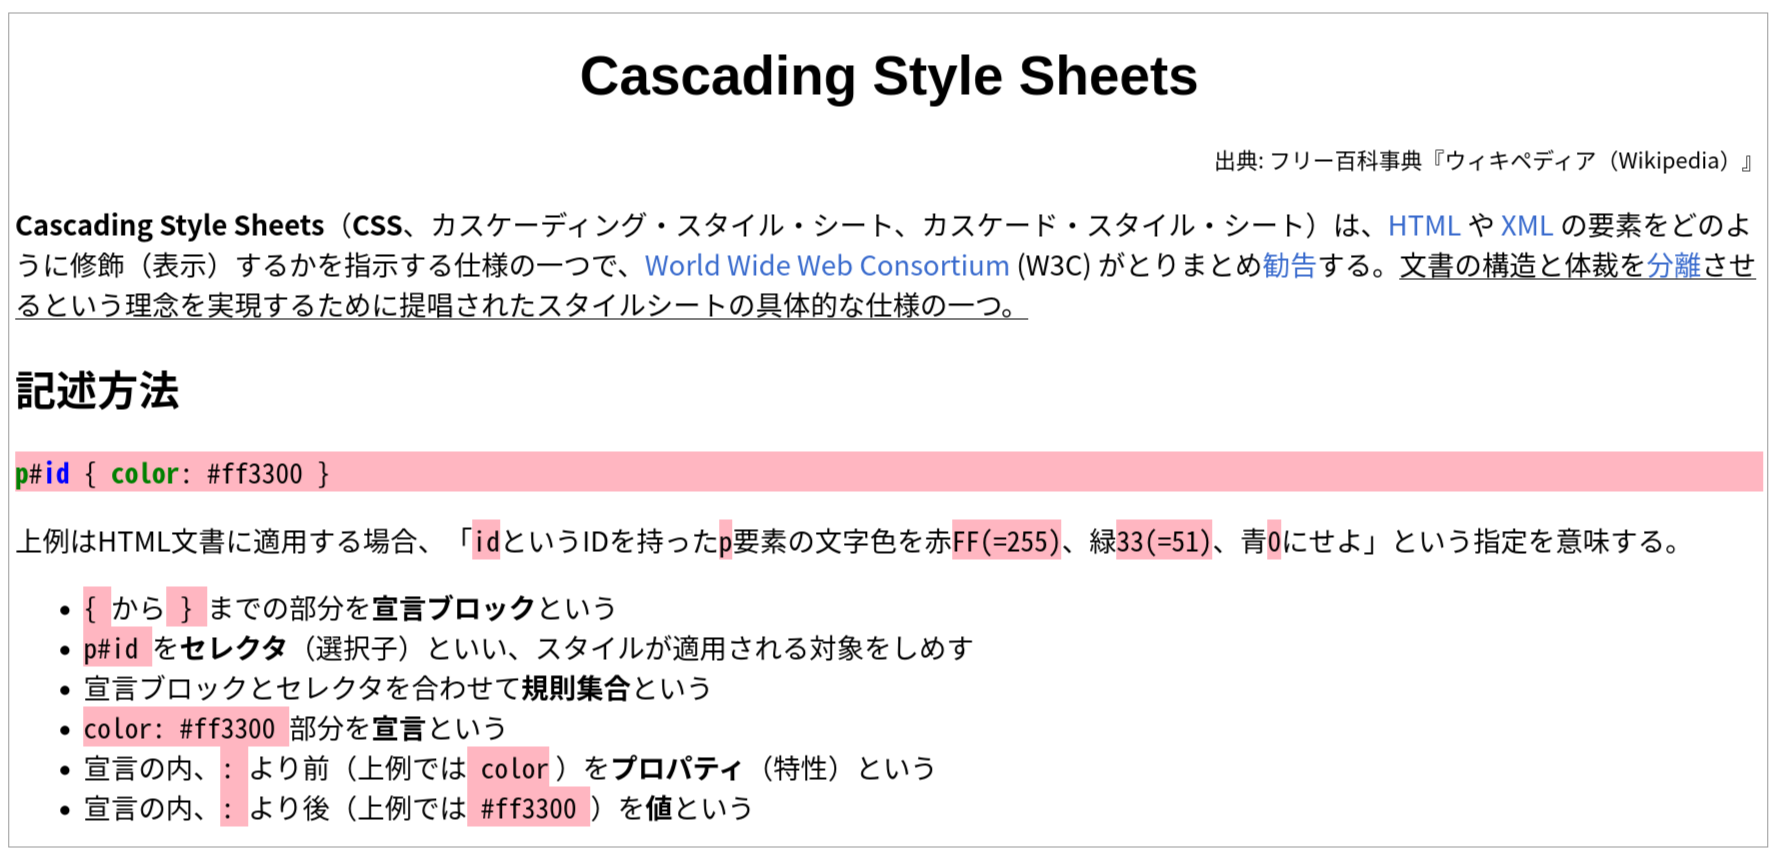 Cascading Style Sheets
出典: フリー百科事典『ウィキペディア（Wikipedia）』
Cascading Style Sheets（CSS、カスケーディング・スタイル・シート、カスケード・スタイル・シート）は、HTML や XML の要素をどのよ
うに修飾（表示）するかを指示する仕様の一つで、World Wide Web Consortium (W3C) がとりまとめ勧告する。文書の構造と体裁を分離させ
るという理念を実現するために提唱されたスタイルシートの具体的な仕様の一つ。
記述方法
p#id { color: #ff3300 }
上例はHTML文書に適用する場合、「idというIDを持ったp要素の文字色を赤FF(=255)、緑33(=51)、青0にせよ」という指定を意味する。
• { から } までの部分を宣言ブロックという
• p#id をセレクタ（選択子）といい、スタイルが適用される対象をしめす
• 宣言ブロックとセレクタを合わせて規則集合という
• color: #ff3300 部分を宣言という
• 宣言の内、: より前（上例では color）をプロパティ（特性）という
• 宣言の内、: より後（上例では #ff3300 ）を値という